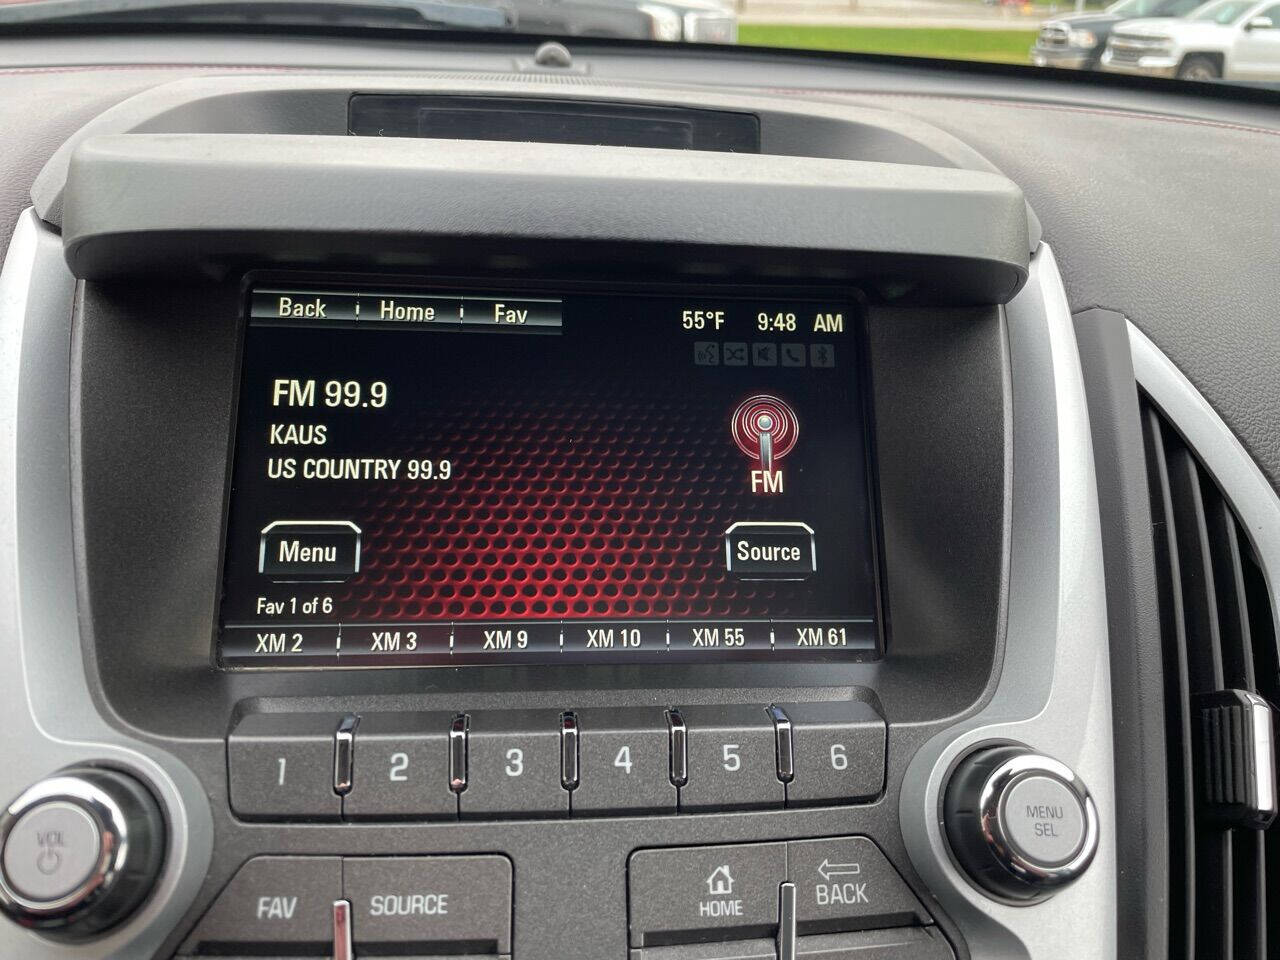 Back Home Fav
55°F 9:48 AM
FM 99.9
KAUS
US COUNTRY 99.9
FM
Menu
Source
Fav 1 of 6
XM 2 XM 3 XM 9 XM 10 XM 55 XM 61
1 2 3 4 5 6
VOL
MENU
SEL
FAV SOURCE
HOME
BACK